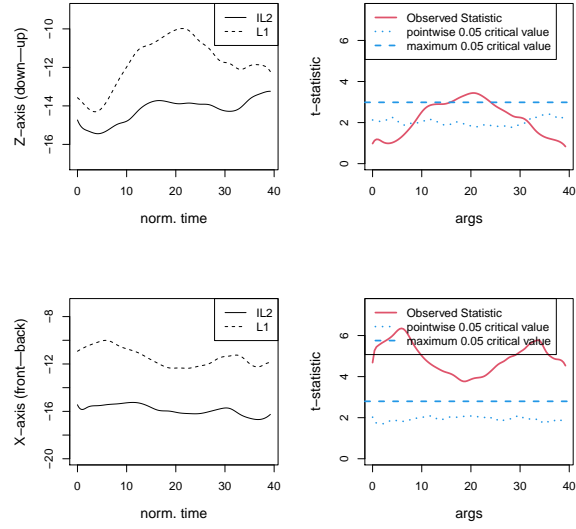 Z−axis (down—up)
−10
−12
−14
−16
IL2
L1
0
10
20
30
40
norm. time
t−statistic
6
4
2
0
Observed Statistic
pointwise 0.05 critical value
maximum 0.05 critical value
0
10
20
30
40
args
X−axis (front—back)
−8
−12
−16
−20
IL2
L1
0
10
20
30
40
norm. time
t−statistic
6
4
2
0
Observed Statistic
pointwise 0.05 critical value
maximum 0.05 critical value
0
10
20
30
40
args